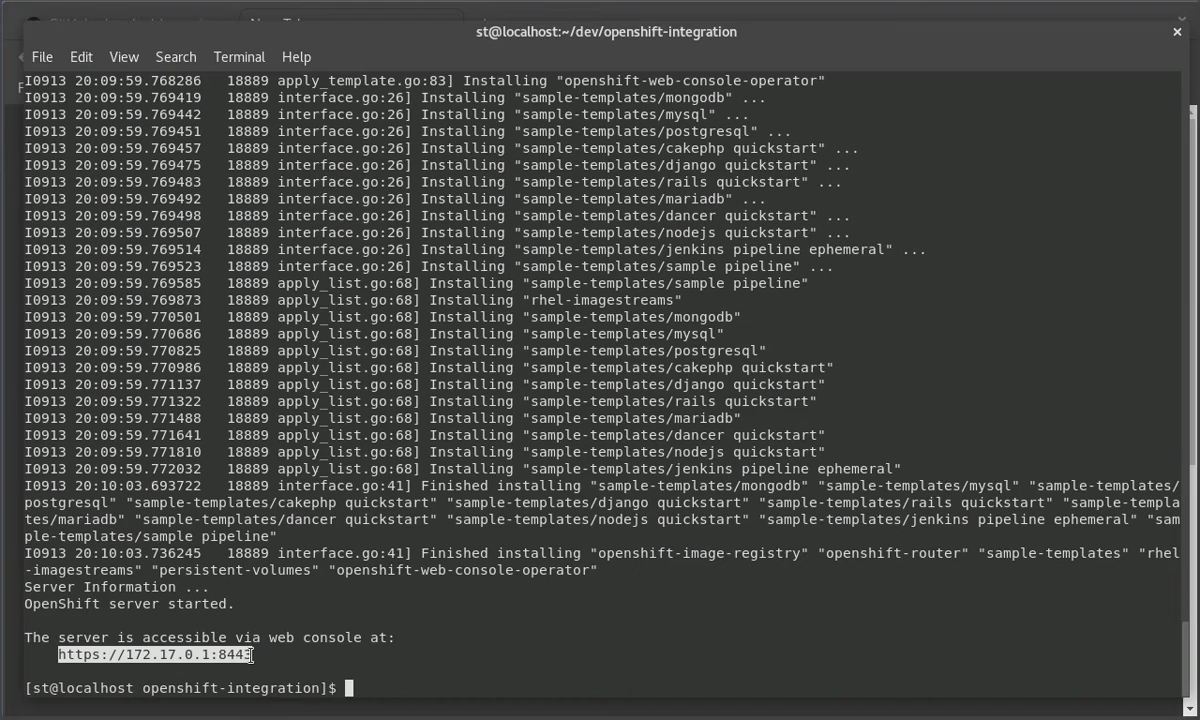 st@localhost:~/dev/openshift-integration
File Edit View Search Terminal Help
I0913 20:09:59.768286   18889 apply_template.go:83] Installing "openshift-web-console-operator"
I0913 20:09:59.769419   18889 interface.go:26] Installing "sample-templates/mongodb" ...
I0913 20:09:59.769442   18889 interface.go:26] Installing "sample-templates/mysql" ...
I0913 20:09:59.769451   18889 interface.go:26] Installing "sample-templates/postgresql" ...
I0913 20:09:59.769457   18889 interface.go:26] Installing "sample-templates/cakephp quickstart" ...
I0913 20:09:59.769475   18889 interface.go:26] Installing "sample-templates/django quickstart" ...
I0913 20:09:59.769483   18889 interface.go:26] Installing "sample-templates/rails quickstart" ...
I0913 20:09:59.769492   18889 interface.go:26] Installing "sample-templates/mariadb" ...
I0913 20:09:59.769498   18889 interface.go:26] Installing "sample-templates/dancer quickstart" ...
I0913 20:09:59.769507   18889 interface.go:26] Installing "sample-templates/nodejs quickstart" ...
I0913 20:09:59.769514   18889 interface.go:26] Installing "sample-templates/jenkins pipeline ephemeral" ...
I0913 20:09:59.769523   18889 interface.go:26] Installing "sample-templates/sample pipeline" ...
I0913 20:09:59.769585   18889 apply_list.go:68] Installing "sample-templates/sample pipeline"
I0913 20:09:59.769873   18889 apply_list.go:68] Installing "rhel-imagestreams"
I0913 20:09:59.770501   18889 apply_list.go:68] Installing "sample-templates/mongodb"
I0913 20:09:59.770686   18889 apply_list.go:68] Installing "sample-templates/mysql"
I0913 20:09:59.770825   18889 apply_list.go:68] Installing "sample-templates/postgresql"
I0913 20:09:59.770986   18889 apply_list.go:68] Installing "sample-templates/cakephp quickstart"
I0913 20:09:59.771137   18889 apply_list.go:68] Installing "sample-templates/django quickstart"
I0913 20:09:59.771322   18889 apply_list.go:68] Installing "sample-templates/rails quickstart"
I0913 20:09:59.771488   18889 apply_list.go:68] Installing "sample-templates/mariadb"
I0913 20:09:59.771641   18889 apply_list.go:68] Installing "sample-templates/dancer quickstart"
I0913 20:09:59.771810   18889 apply_list.go:68] Installing "sample-templates/nodejs quickstart"
I0913 20:09:59.772032   18889 apply_list.go:68] Installing "sample-templates/jenkins pipeline ephemeral"
I0913 20:10:03.693722   18889 interface.go:41] Finished installing "sample-templates/mongodb" "sample-templates/mysql" "sample-templates/
postgresql" "sample-templates/cakephp quickstart" "sample-templates/django quickstart" "sample-templates/rails quickstart" "sample-templa
tes/mariadb" "sample-templates/dancer quickstart" "sample-templates/nodejs quickstart" "sample-templates/jenkins pipeline ephemeral" "sam
ple-templates/sample pipeline"
I0913 20:10:03.736245   18889 interface.go:41] Finished installing "openshift-image-registry" "openshift-router" "sample-templates" "rhel
-imagestreams" "persistent-volumes" "openshift-web-console-operator"
Server Information ...
OpenShift server started.
The server is accessible via web console at:
https://172.17.0.1:8443
[st@localhost openshift-integration]$